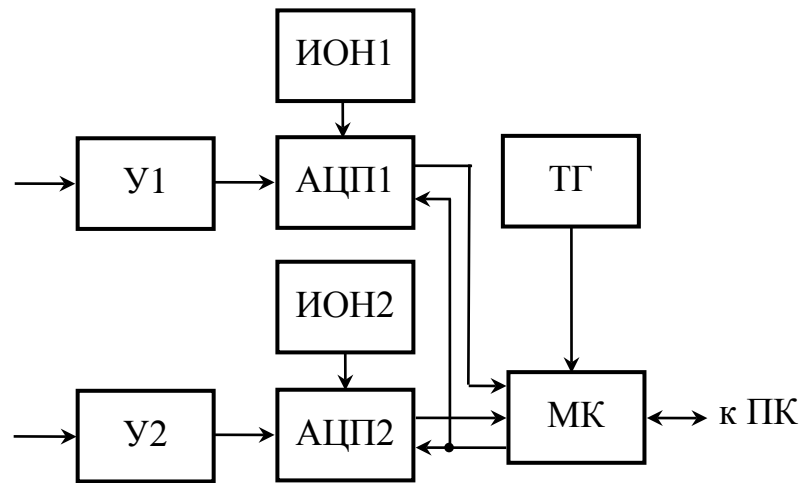 ИОН1
У1
АЦП1
ТГ
ИОН2
У2
АЦП2
МК
к ПК